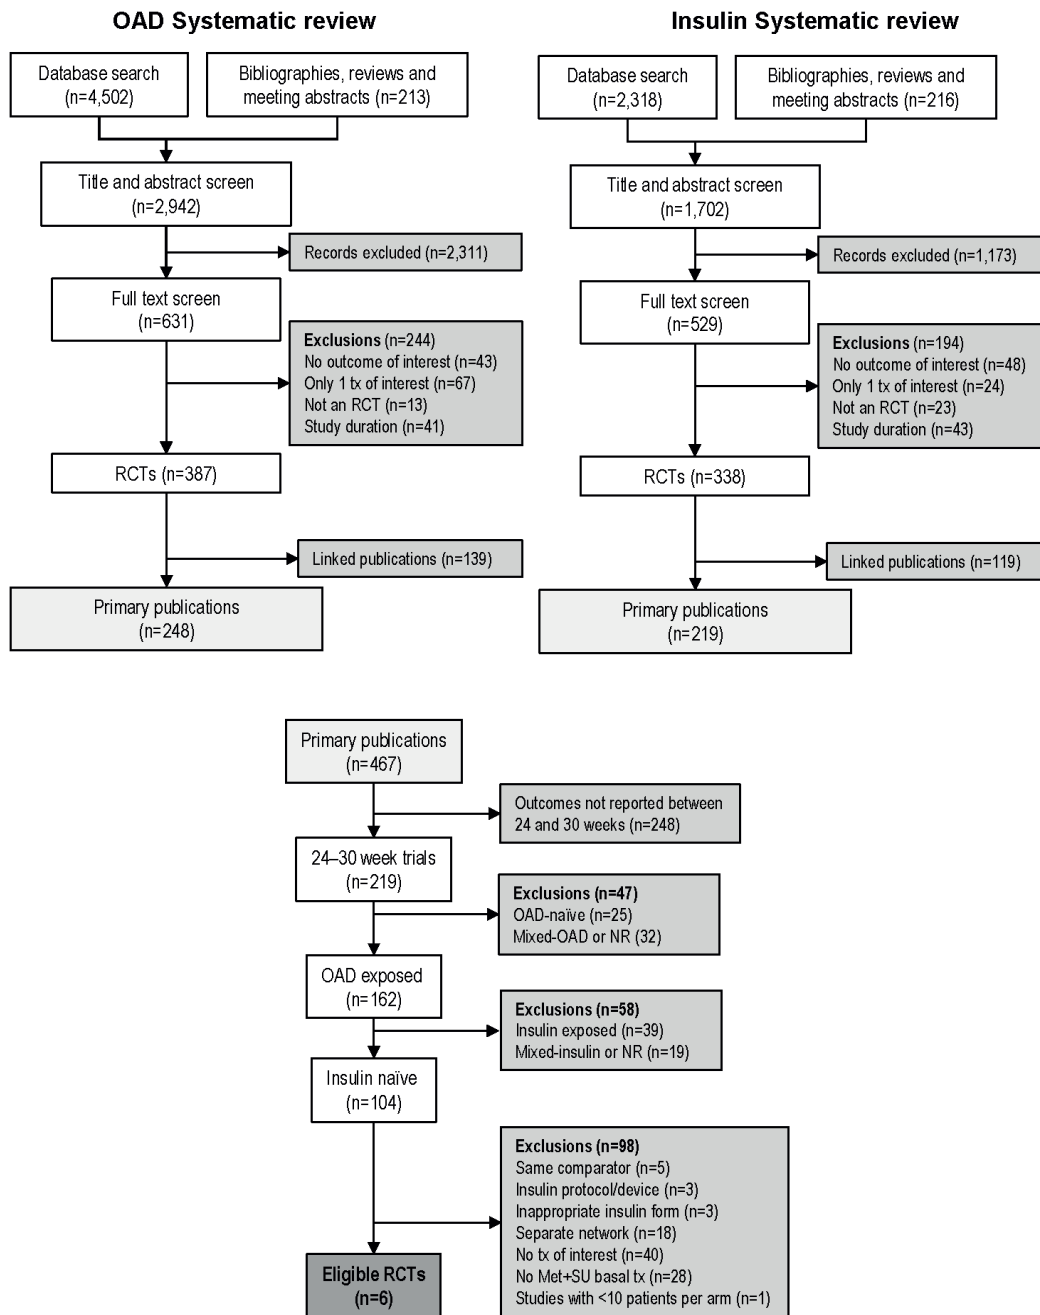 OAD Systematic review
Database search
(n=4,502)
Bibliographies, reviews and
meeting abstracts (n=213)
Title and abstract screen
(n=2,942)
Records excluded (n=2,311)
Full text screen
(n=631)
Exclusions (n=244)
No outcome of interest (n=43)
Only 1 tx of interest (n=67)
Not an RCT (n=13)
Study duration (n=41)
RCTs (n=387)
Linked publications (n=139)
Primary publications
(n=248)
Insulin Systematic review
Database search
(n=2,318)
Bibliographies, reviews and
meeting abstracts (n=216)
Title and abstract screen
(n=1,702)
Records excluded (n=1,173)
Full text screen
(n=529)
Exclusions (n=194)
No outcome of interest (n=48)
Only 1 tx of interest (n=24)
Not an RCT (n=23)
Study duration (n=43)
RCTs (n=338)
Linked publications (n=119)
Primary publications
(n=219)
Primary publications
(n=467)
Outcomes not reported between
24 and 30 weeks (n=248)
24–30 week trials
(n=219)
Exclusions (n=47)
OAD-naïve (n=25)
Mixed-OAD or NR (32)
OAD exposed
(n=162)
Exclusions (n=58)
Insulin exposed (n=39)
Mixed-insulin or NR (n=19)
Insulin naïve
(n=104)
Exclusions (n=98)
Same comparator (n=5)
Insulin protocol/device (n=3)
Inappropriate insulin form (n=3)
Separate network (n=18)
No tx of interest (n=40)
No Met+SU basal tx (n=28)
Studies with <10 patients per arm (n=1)
Eligible RCTs
(n=6)